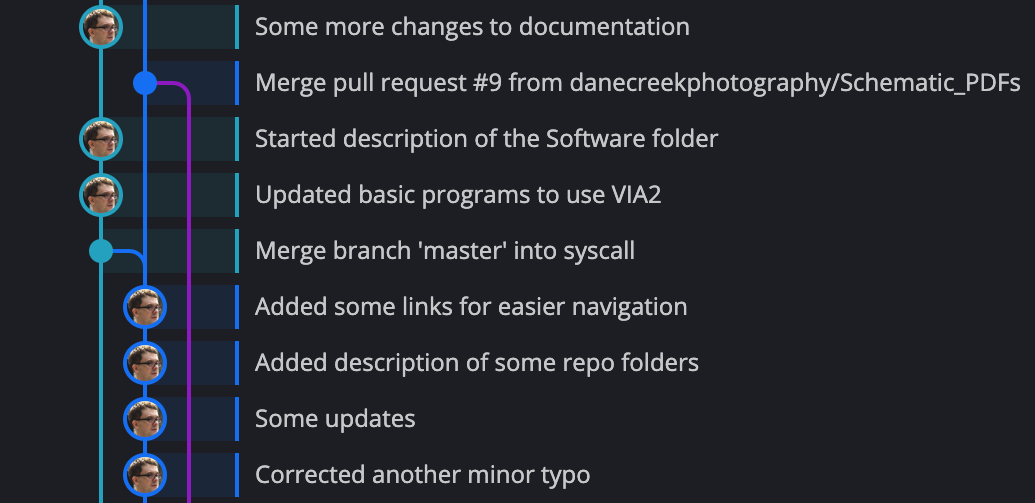 Some more changes to documentation
Merge pull request #9 from danecreekphotography/Schematic_PDFs
Started description of the Software folder
Updated basic programs to use VIA2
Merge branch 'master' into syscall
Added some links for easier navigation
Added description of some repo folders
Some updates
Corrected another minor typo